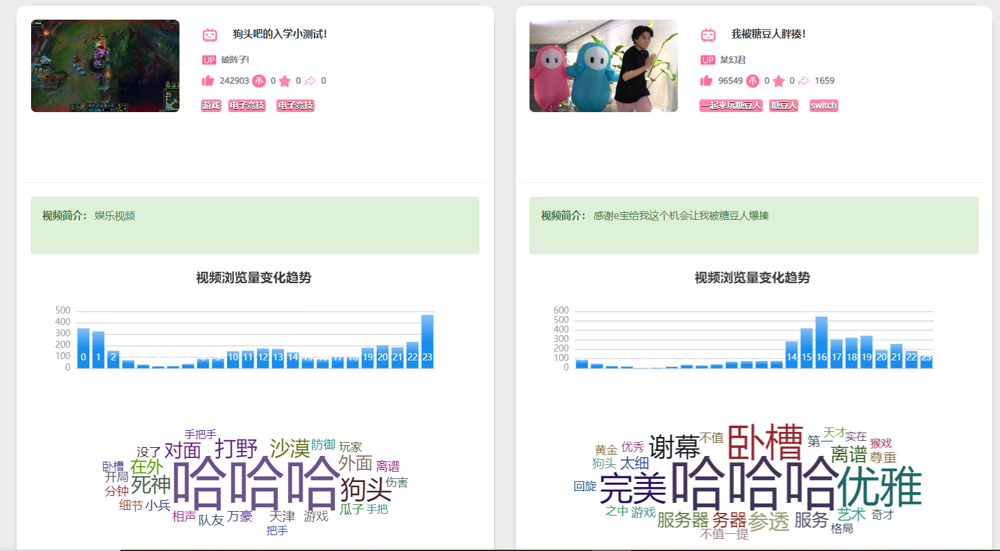 狗头吧的入学小测试!
UP 破阵子l
242903 0 0 0
游戏 电子竞技 电子竞技
视频简介: 娱乐视频
视频浏览量变化趋势
500
400
300
200
100
0
0 1 2 10 11 12 13 14 19 20 21 22 23
手把手
没了 对面 打野 沙漠 防御 玩家
卧槽 在外 外面 离谱
开局 死神 哈哈哈 狗头 伤害
分钟
细节 小兵 瓜子 手把
相声 队友 万豪 天津 游戏
把手
我被糖豆人胖揍!
UP 某幻君
96549 0 0 1659
一起来玩糖豆人 糖豆人 switch
视频简介: 感谢e宝给我这个机会让我被糖豆人爆揍
视频浏览量变化趋势
600
500
400
300
200
100
0
14 15 16 17 18 19 20 21 22 23
天才 实在
黄金 优秀 谢幕 不值 卧槽 第一 猴戏
狗头 太细 离谱 尊重
回旋 完美 哈哈哈 优雅
之中 游戏 服务器 务器 参透 服务 艺术 奇才
不值一提 格局